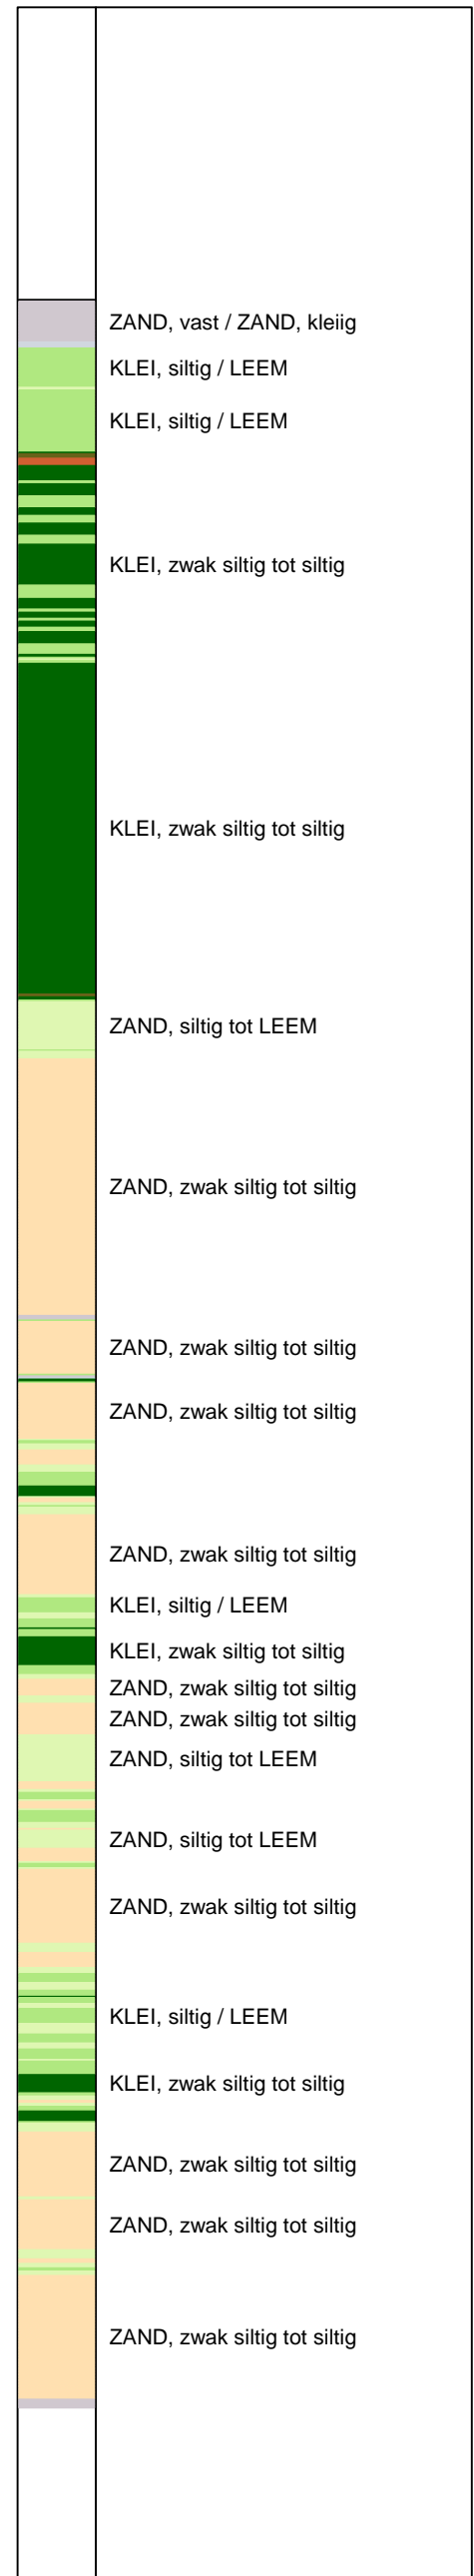 ZAND, vast / ZAND, kleiig
KLEI, siltig / LEEM
KLEI, siltig / LEEM
KLEI, zwak siltig tot siltig
KLEI, zwak siltig tot siltig
ZAND, siltig tot LEEM
ZAND, zwak siltig tot siltig
ZAND, zwak siltig tot siltig
ZAND, zwak siltig tot siltig
ZAND, zwak siltig tot siltig
KLEI, siltig / LEEM
KLEI, zwak siltig tot siltig
ZAND, zwak siltig tot siltig
ZAND, zwak siltig tot siltig
ZAND, siltig tot LEEM
ZAND, siltig tot LEEM
ZAND, zwak siltig tot siltig
KLEI, siltig / LEEM
KLEI, zwak siltig tot siltig
ZAND, zwak siltig tot siltig
ZAND, zwak siltig tot siltig
ZAND, zwak siltig tot siltig